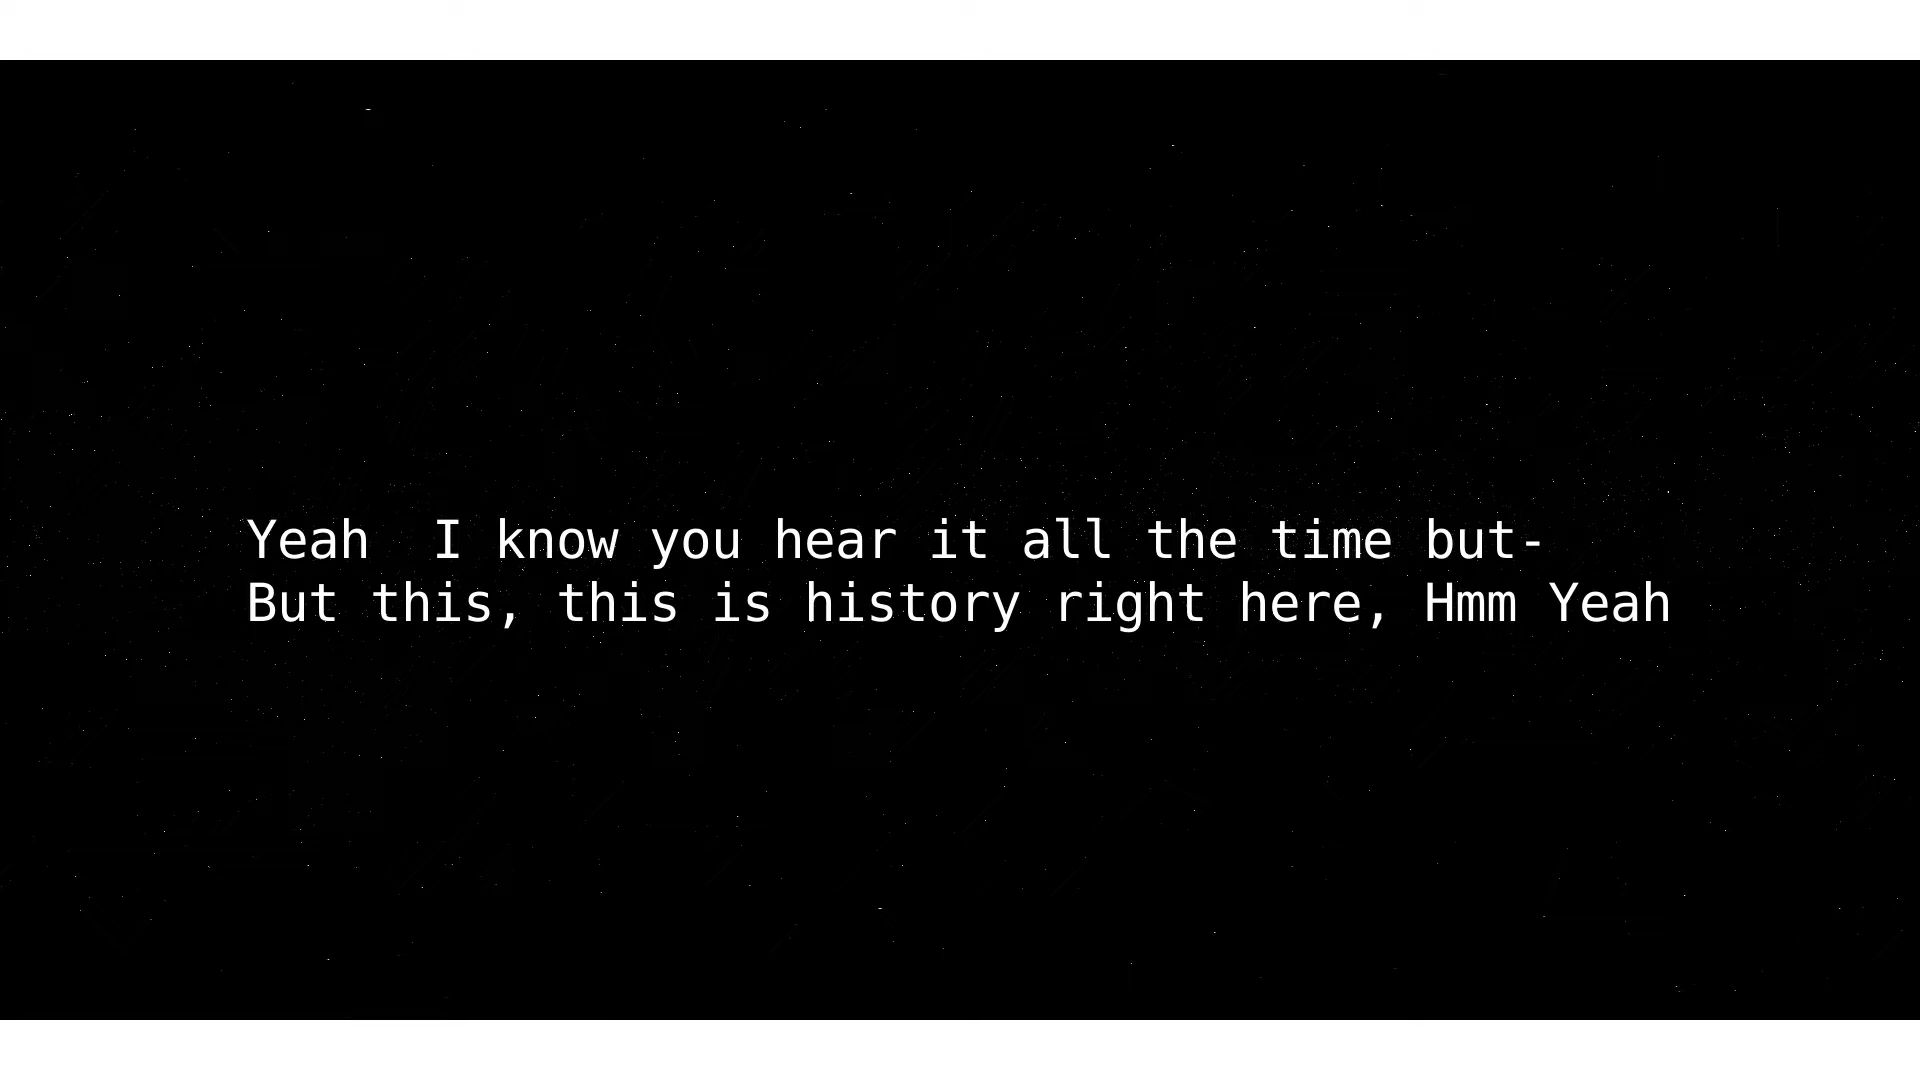 Yeah  I know you hear it all the time but-
But this, this is history right here, Hmm Yeah